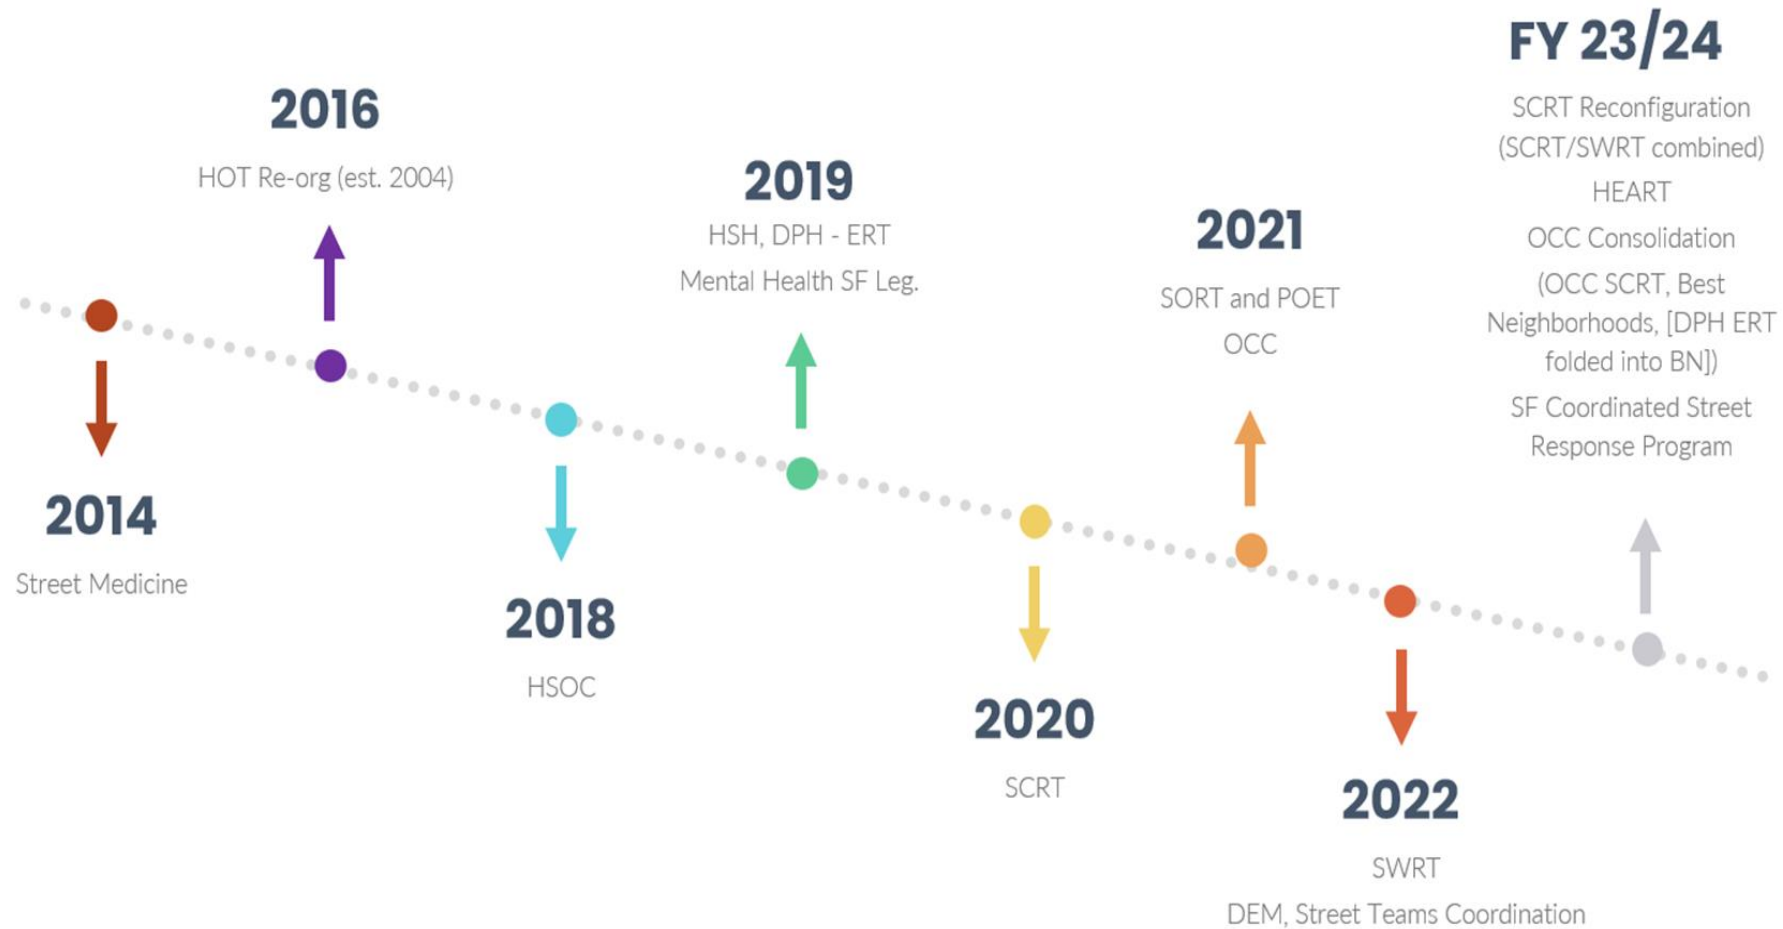 2014
Street Medicine
2016
HOT Re-org (est. 2004)
2018
HSOC
2019
HSH, DPH - ERT
Mental Health SF Leg.
2020
SCRT
2021
SORT and POET
OCC
2022
SWRT
DEM, Street Teams Coordination
FY 23/24
SCRT Reconfiguration
(SCRT/SWRT combined)
HEART
OCC Consolidation
(OCC SCRT, Best
Neighborhoods, [DPH ERT
folded into BN])
SF Coordinated Street
Response Program